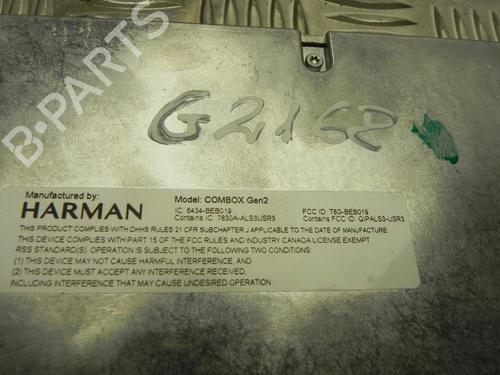 B-PARTS
G2168
Manufactured by:
HARMAN
Model: COMBOX Gen2
IC: 6434-BEB019
Contains IC: 7830A-ALS3USR3
FCC ID: T8G-BEB019
Contains FCC ID: QIPALS3-USR3
THIS PRODUCT COMPLIES WITH DHHS RULES 21 CFR SUBCHAPTER J APPLICABLE TO THE DATE OF MANUFACTURE.
THIS DEVICE COMPLIES WITH PART 15 OF THE FCC RULES AND INDUSTRY CANADA LICENSE EXEMPT
RSS STANDARD(S). OPERATION IS SUBJECT TO THE FOLLOWING TWO CONDITIONS:
(1) THIS DEVICE MAY NOT CAUSE HARMFUL INTERFERENCE, AND
(2) THIS DEVICE MUST ACCEPT ANY INTERFERENCE RECEIVED,
INCLUDING INTERFERENCE THAT MAY CAUSE UNDESIRED OPERATION.